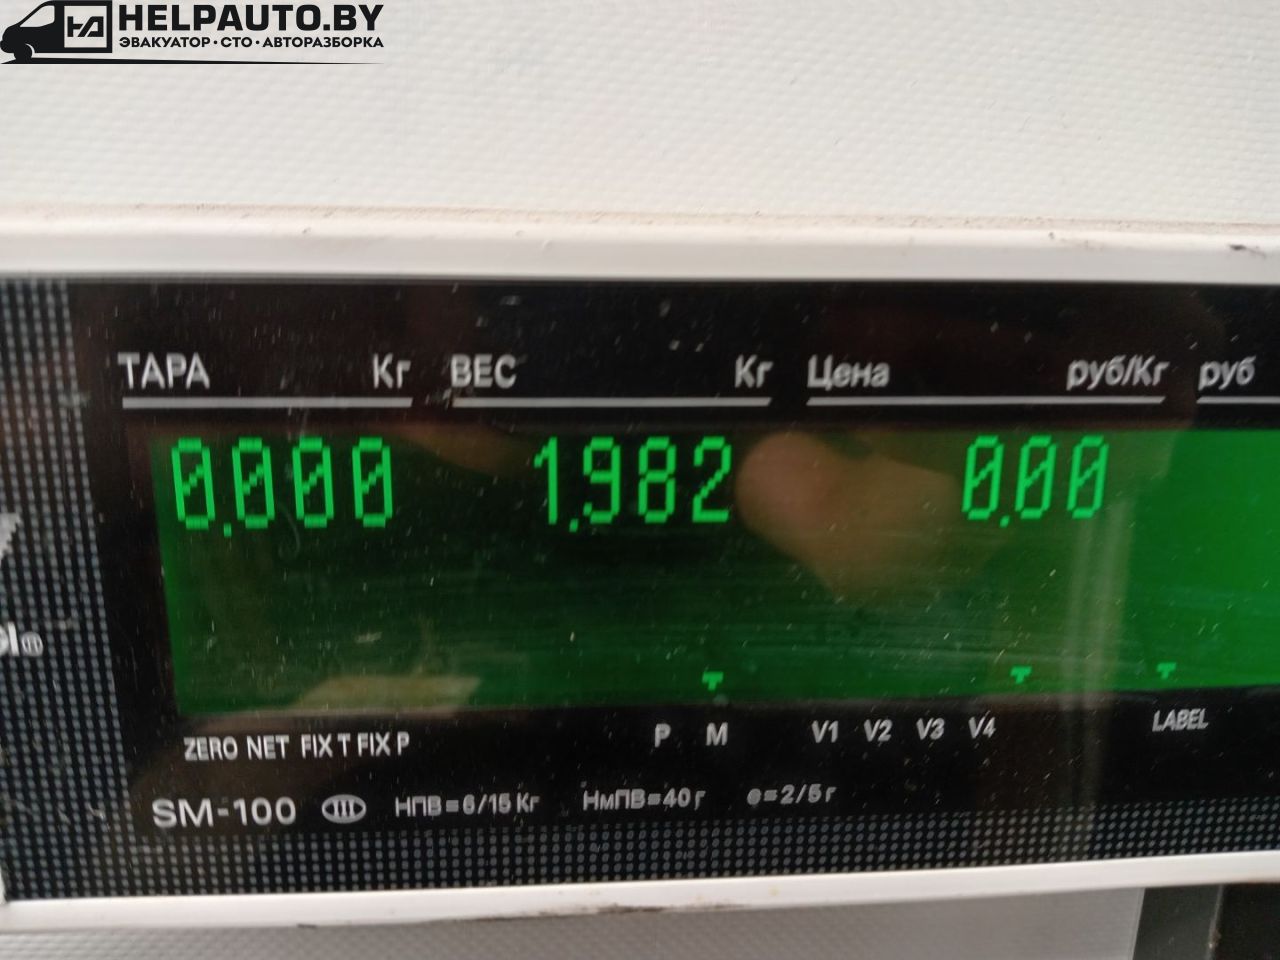 HELPAUTO.BY
ЭВАКУАТОР · СТО · АВТОРАЗБОРКА
ТАРА Кг ВЕС Кг Цена руб/Кг руб
0.000 1.982 0.00
ZERO NET FIX T FIX P P M V1 V2 V3 V4 LABEL
SM-100 III НПВ=6/15 Кг НмПВ=40 г e=2/5 г